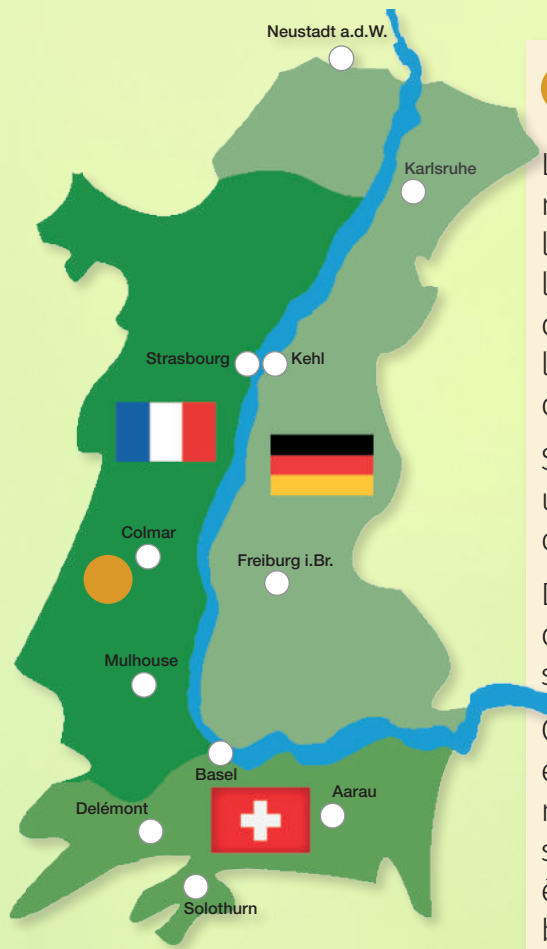 Neustadt a.d.W.
Karlsruhe
Strasbourg
Kehl
Colmar
Freiburg i.Br.
Mulhouse
Basel
Aarau
Delémont
Solothurn